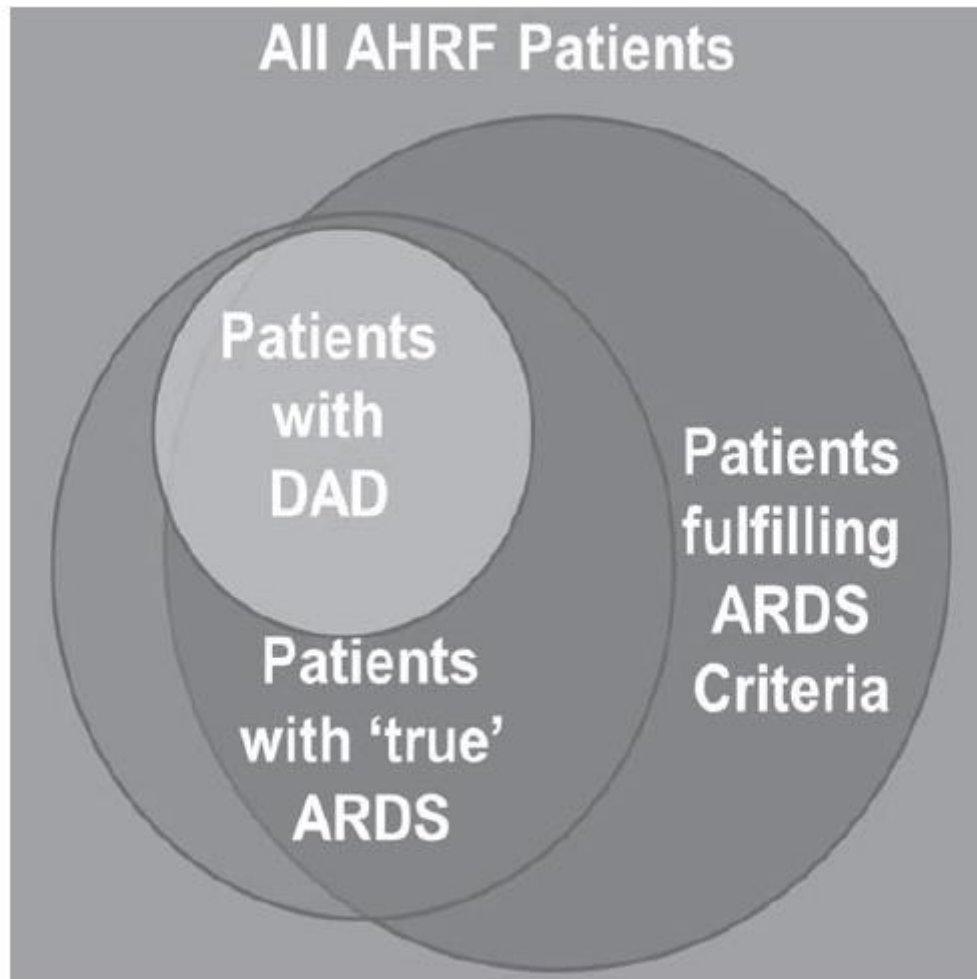 All AHRF Patients
Patients
with
DAD
Patients
fulfilling
ARDS
Criteria
Patients
with ‘true’
ARDS